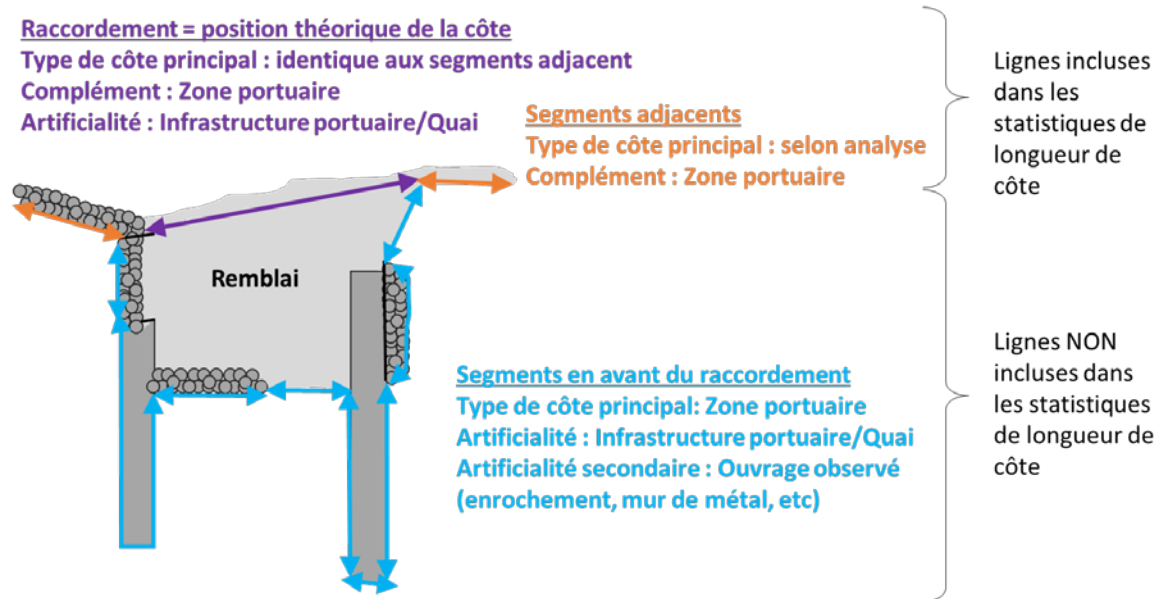 Raccordement = position théorique de la côte
Type de côte principal : identique aux segments adjacent
Complément : Zone portuaire
Artificialité : Infrastructure portuaire/Quai
Segments adjacents
Type de côte principal : selon analyse
Complément : Zone portuaire
Lignes incluses
dans les
statistiques de
longueur de
côte
Remblai
Segments en avant du raccordement
Type de côte principal: Zone portuaire
Artificialité : Infrastructure portuaire/Quai
Artificialité secondaire : Ouvrage observé
(enrochement, mur de métal, etc)
Lignes NON
incluses dans
les statistiques
de longueur de
côte